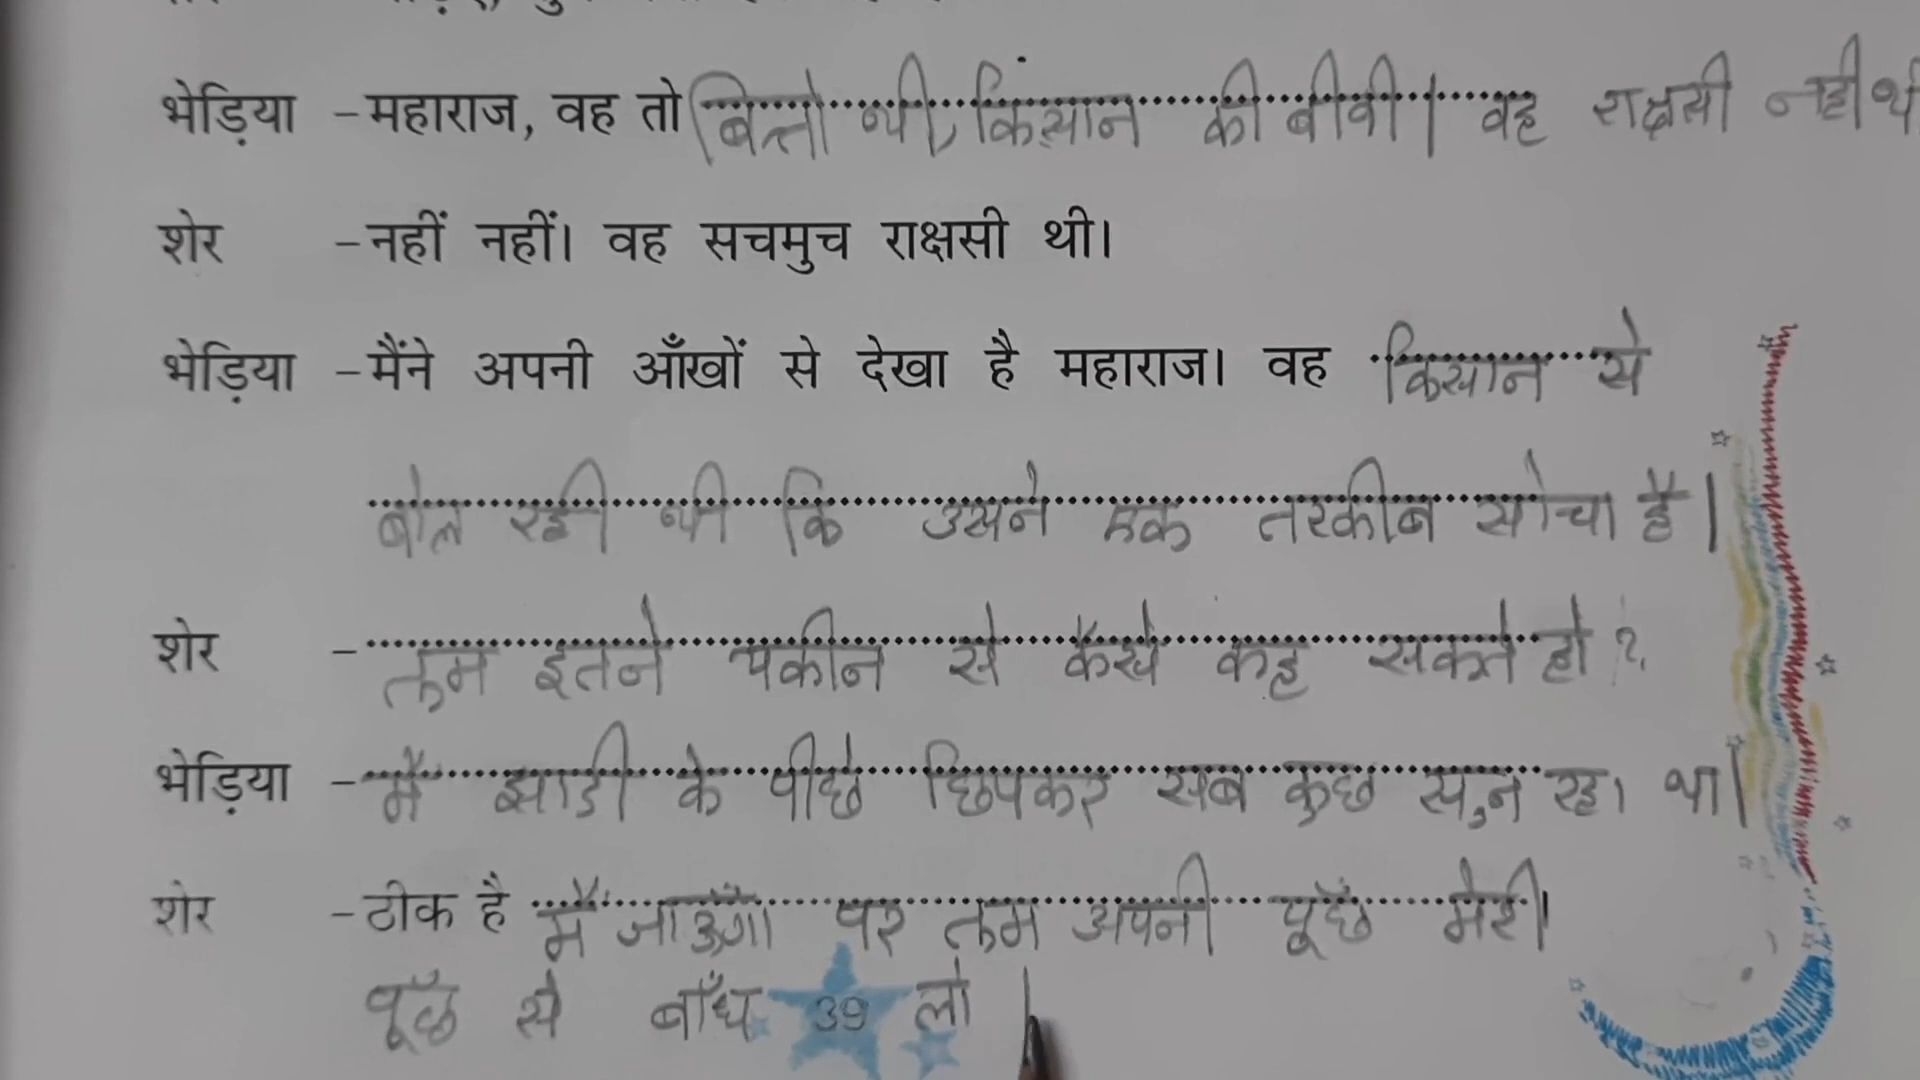 भेड़िया – महाराज, वह तो बित्तो थी, किसान की बीवी। वह राक्षसी नही थी
शेर – नहीं नहीं। वह सचमुच राक्षसी थी।
भेड़िया – मैंने अपनी आँखों से देखा है महाराज। वह किसान से
बोल रही थी कि उसने एक तरकीब सोचा है।
शेर – तुम इतने यकीन से कैसे कह सकते हो?
भेड़िया – मैं झाडी के पीछे छिपकर सब कुछ सुन रहा था।
शेर – ठीक है मैं जाऊँगा पर तुम अपनी पूँछ मेरी
पूँछ से बाँध लो।
39